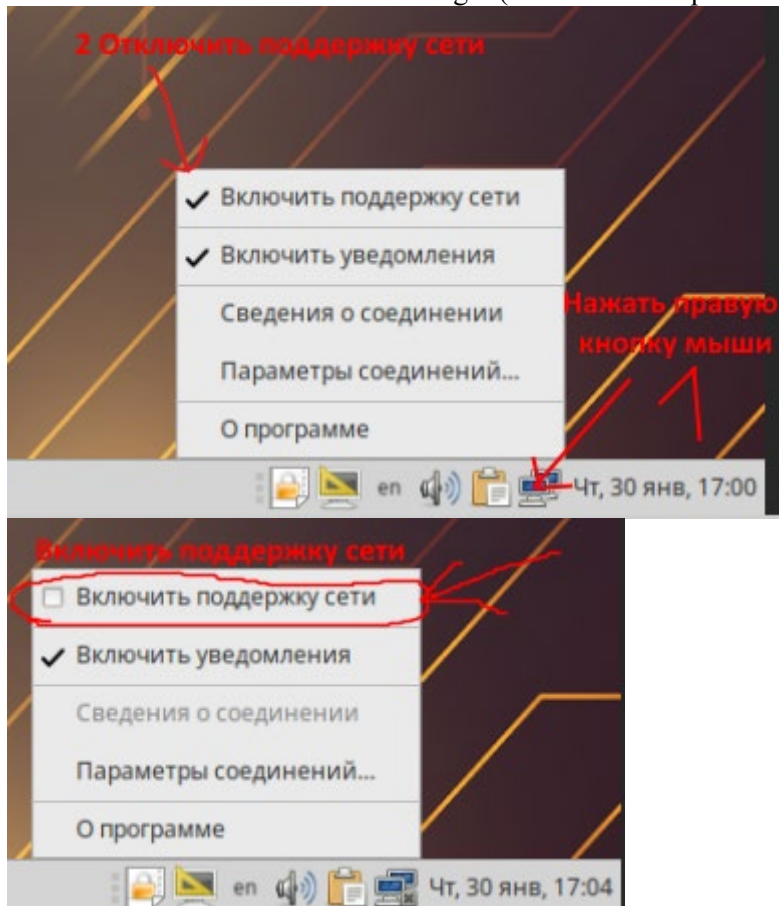 2 Отключить поддержку сети
Включить поддержку сети
Включить уведомления
Сведения о соединении
Параметры соединений...
О программе
Нажать правую
кнопку мыши
en
Чт, 30 янв, 17:00
Включить поддержку сети
Включить поддержку сети
Включить уведомления
Сведения о соединении
Параметры соединений...
О программе
en
Чт, 30 янв, 17:04